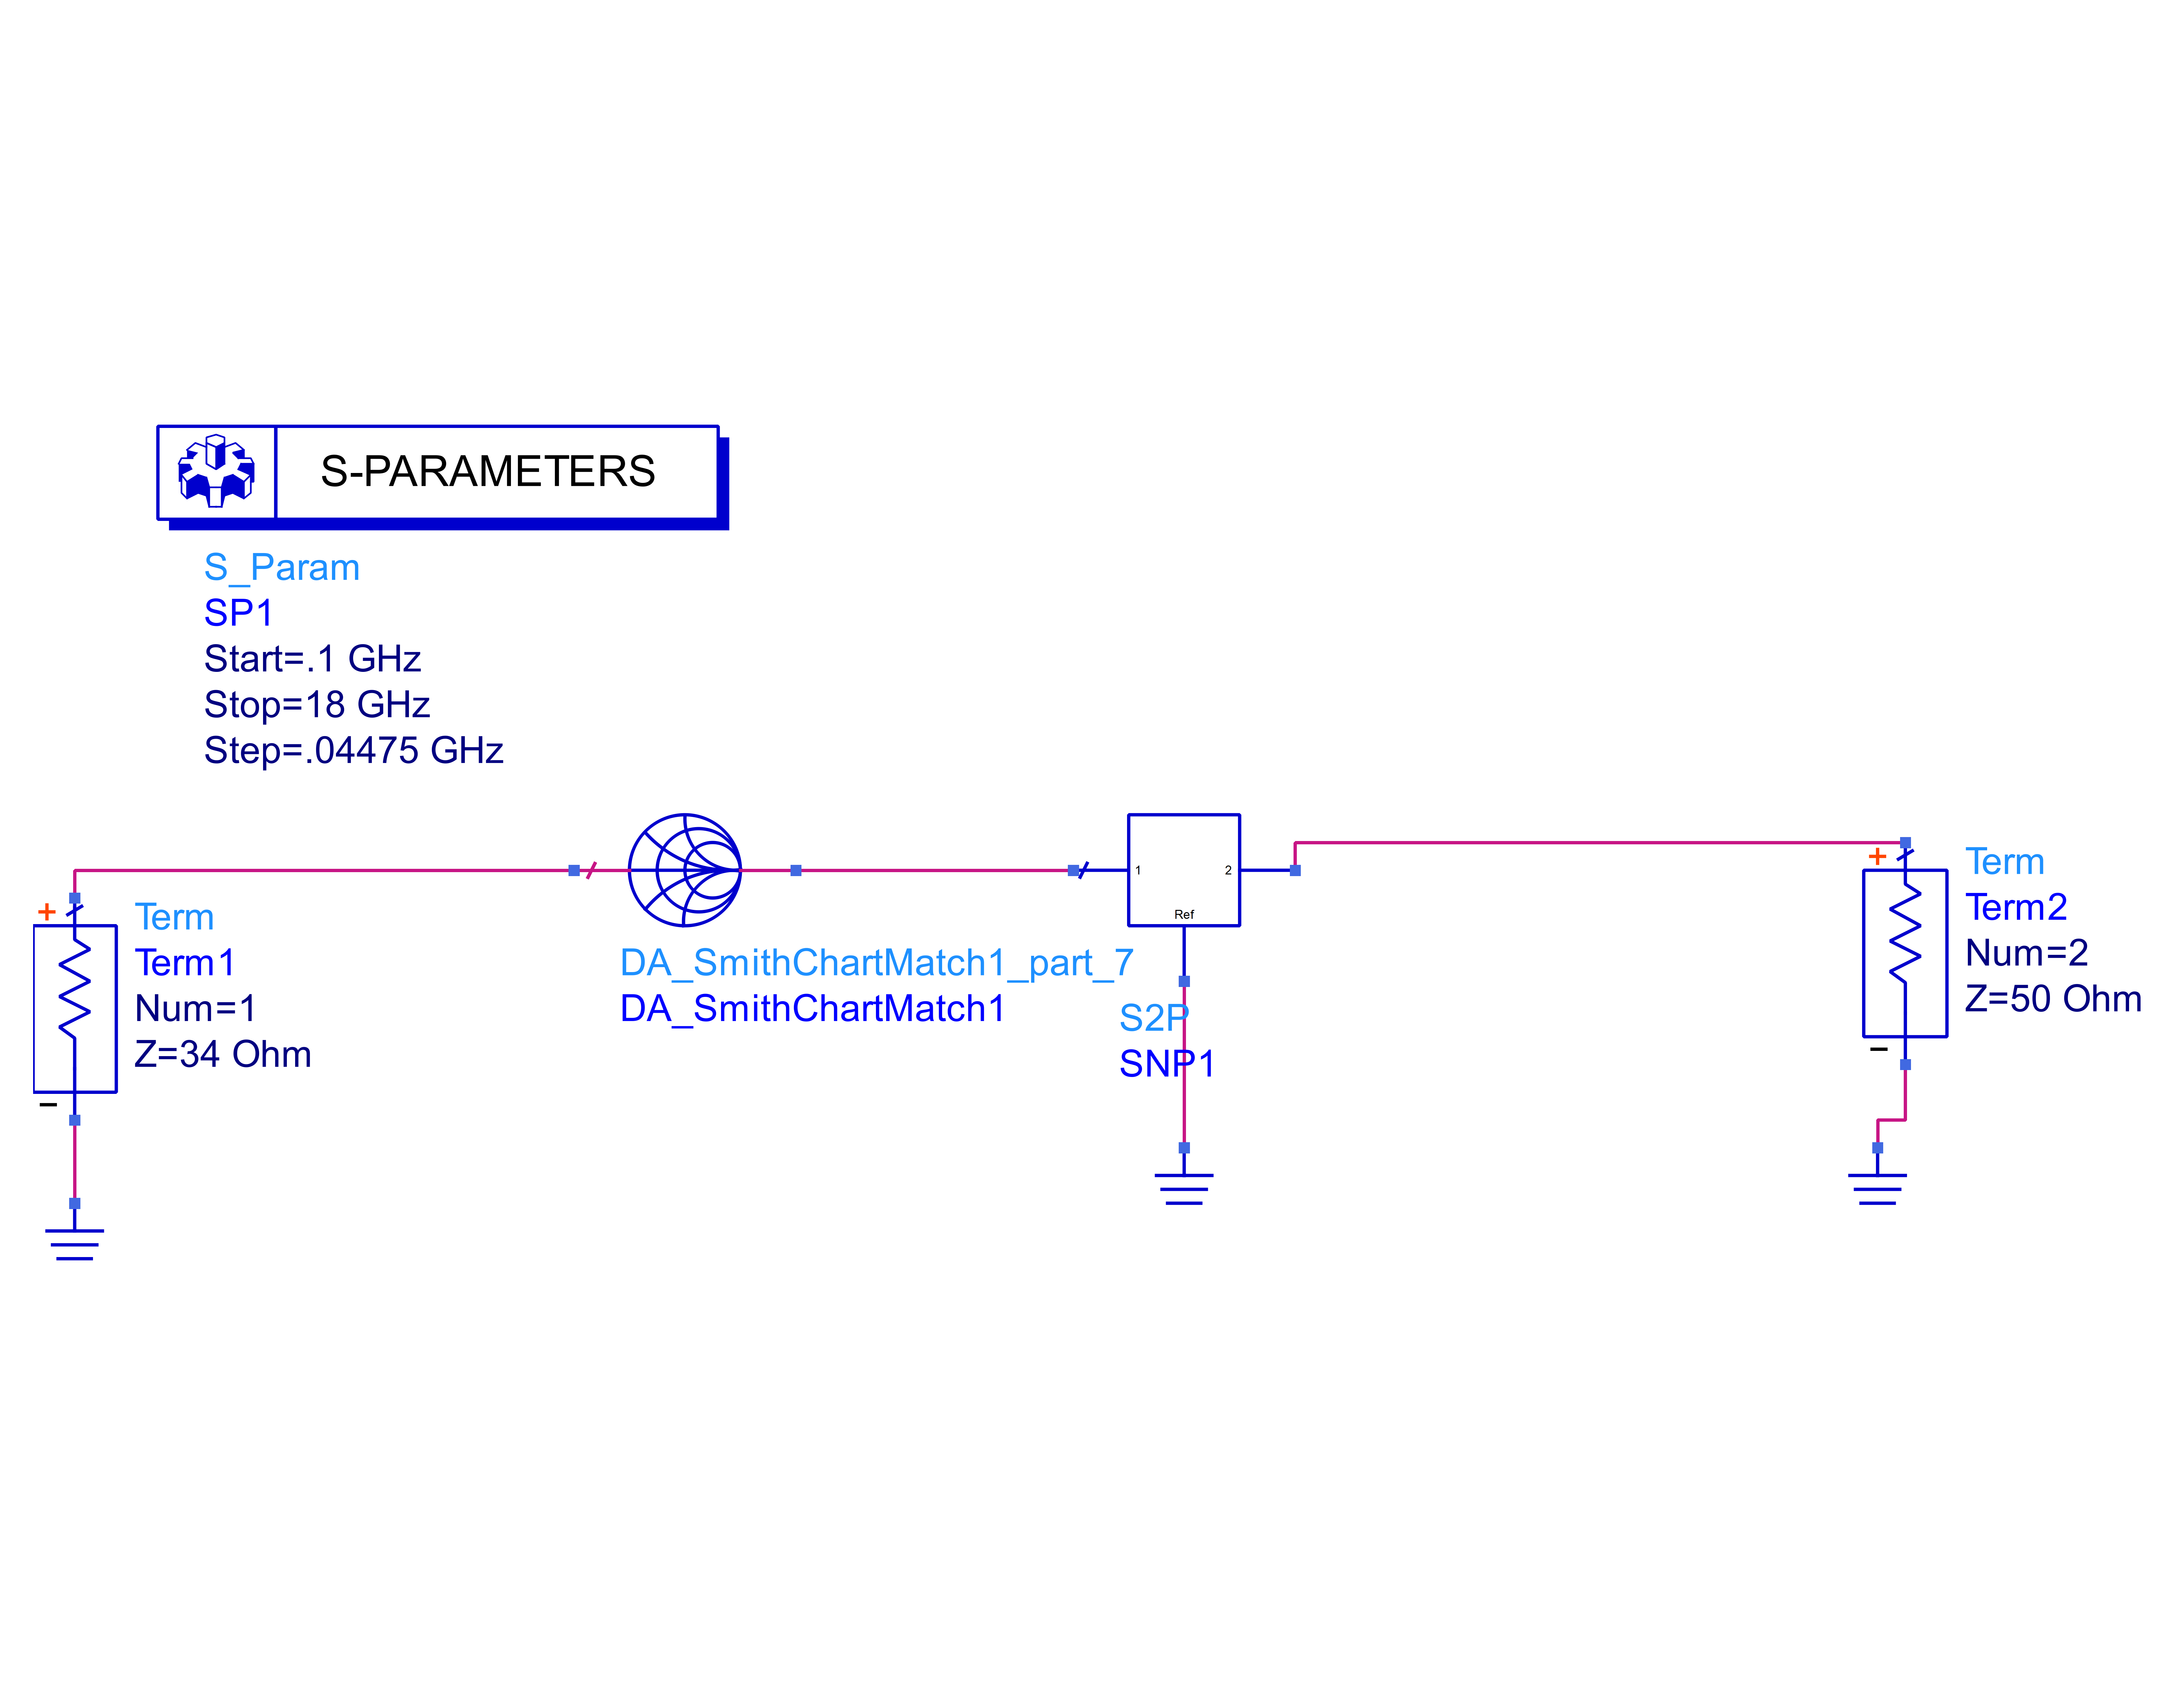 S-PARAMETERS
S_Param
SP1
Start=.1 GHz
Stop=18 GHz
Step=.04475 GHz
+
Term
Term1
Num=1
Z=34 Ohm
−
DA_SmithChartMatch1_part_7
DA_SmithChartMatch1
1
2
Ref
S2P
SNP1
+
Term
Term2
Num=2
Z=50 Ohm
−